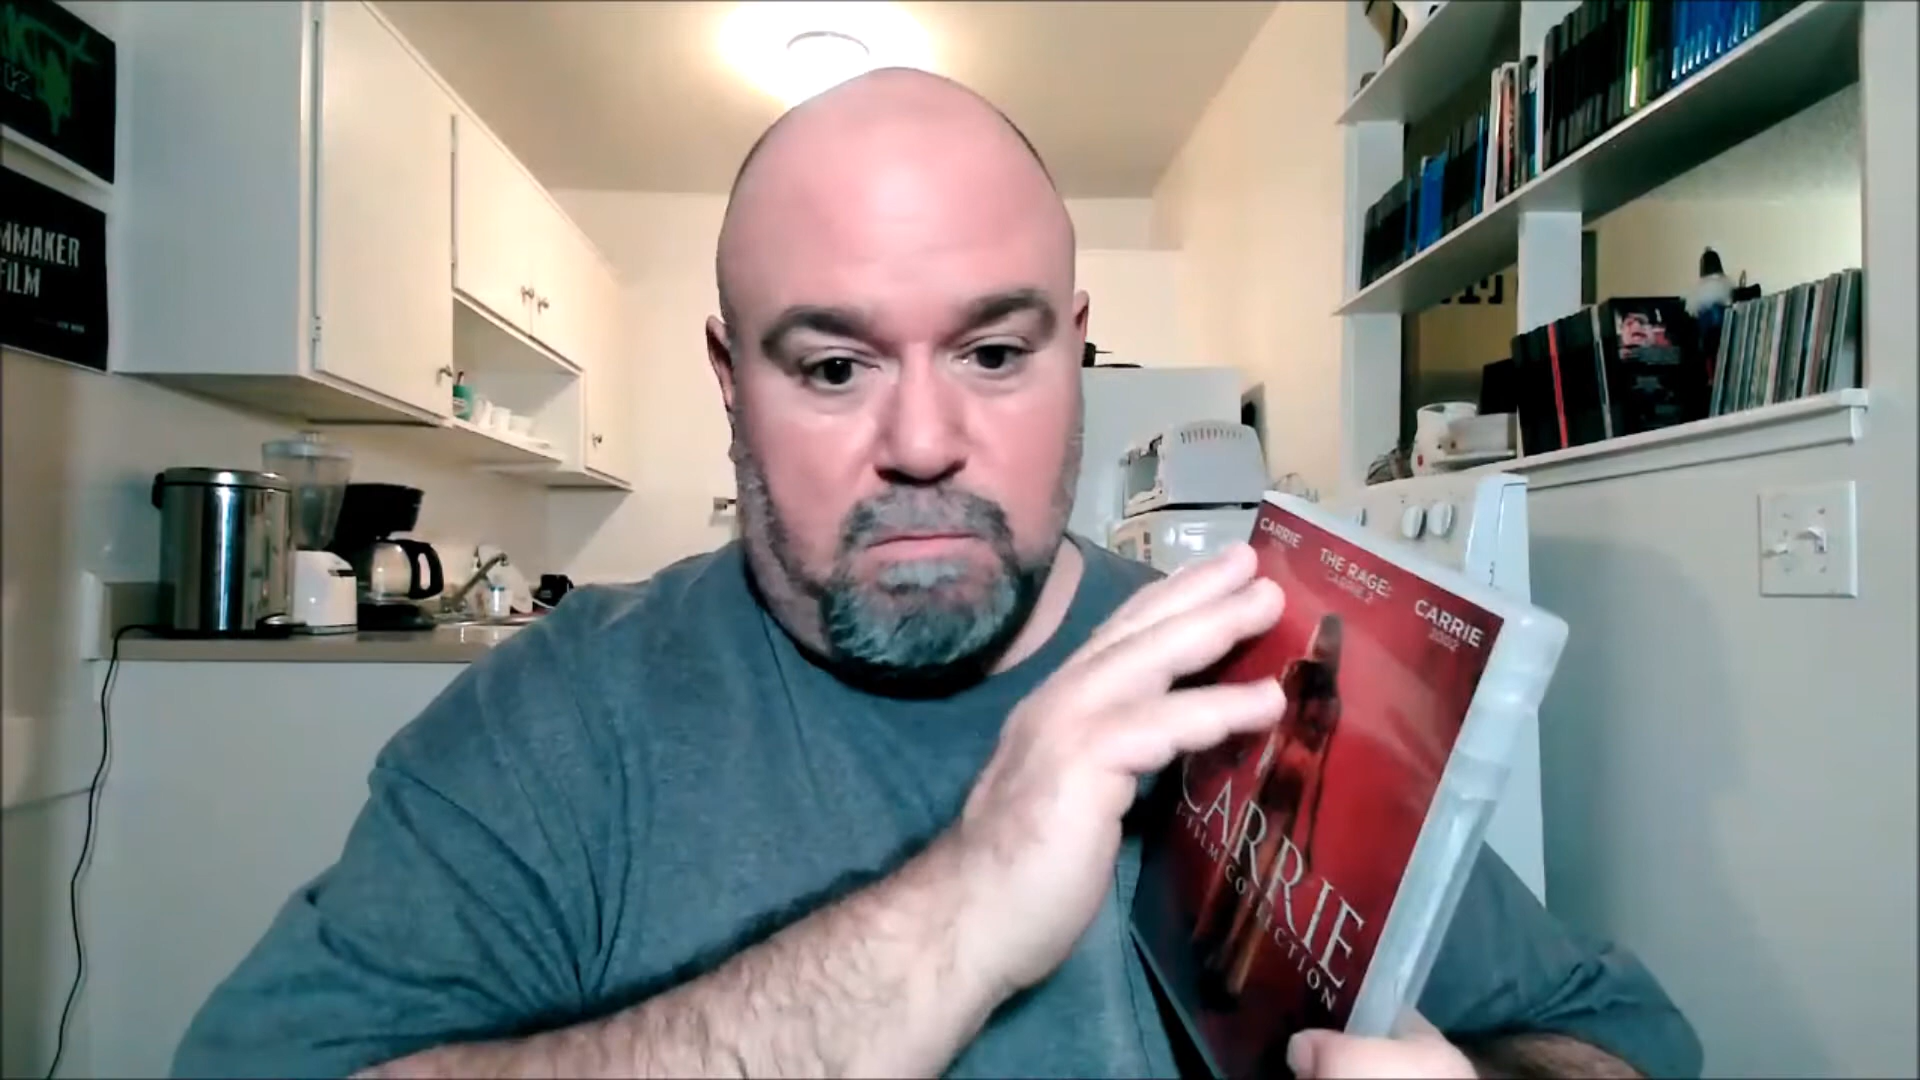 MMAKER
FILM
CARRIE
THE RAGE:
CARRIE 2
CARRIE
2002
CARRIE
FILM COLLECTION